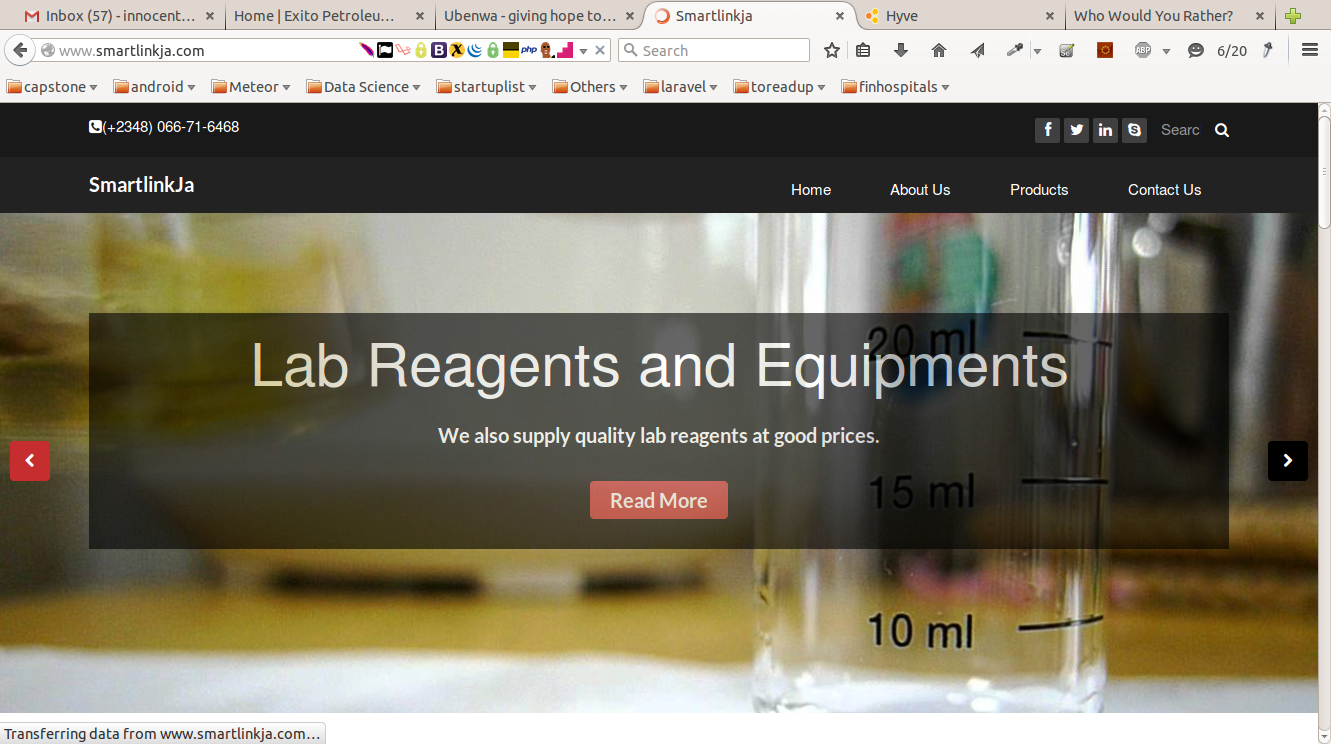 Inbox (57) - innocent...
Home | Exito Petroleu...
Ubenwa - giving hope to...
Smartlinkja
Hyve
Who Would You Rather?
www.smartlinkja.com
php
Search
ABP
6/20
capstone
android
Meteor
Data Science
startuplist
Others
laravel
toreadup
finhospitals
(+2348) 066-71-6468
Searc
SmartlinkJa
Home
About Us
Products
Contact Us
20 ml
Lab Reagents and Equipments
We also supply quality lab reagents at good prices.
15 ml
Read More
10 ml
Transferring data from www.smartlinkja.com...